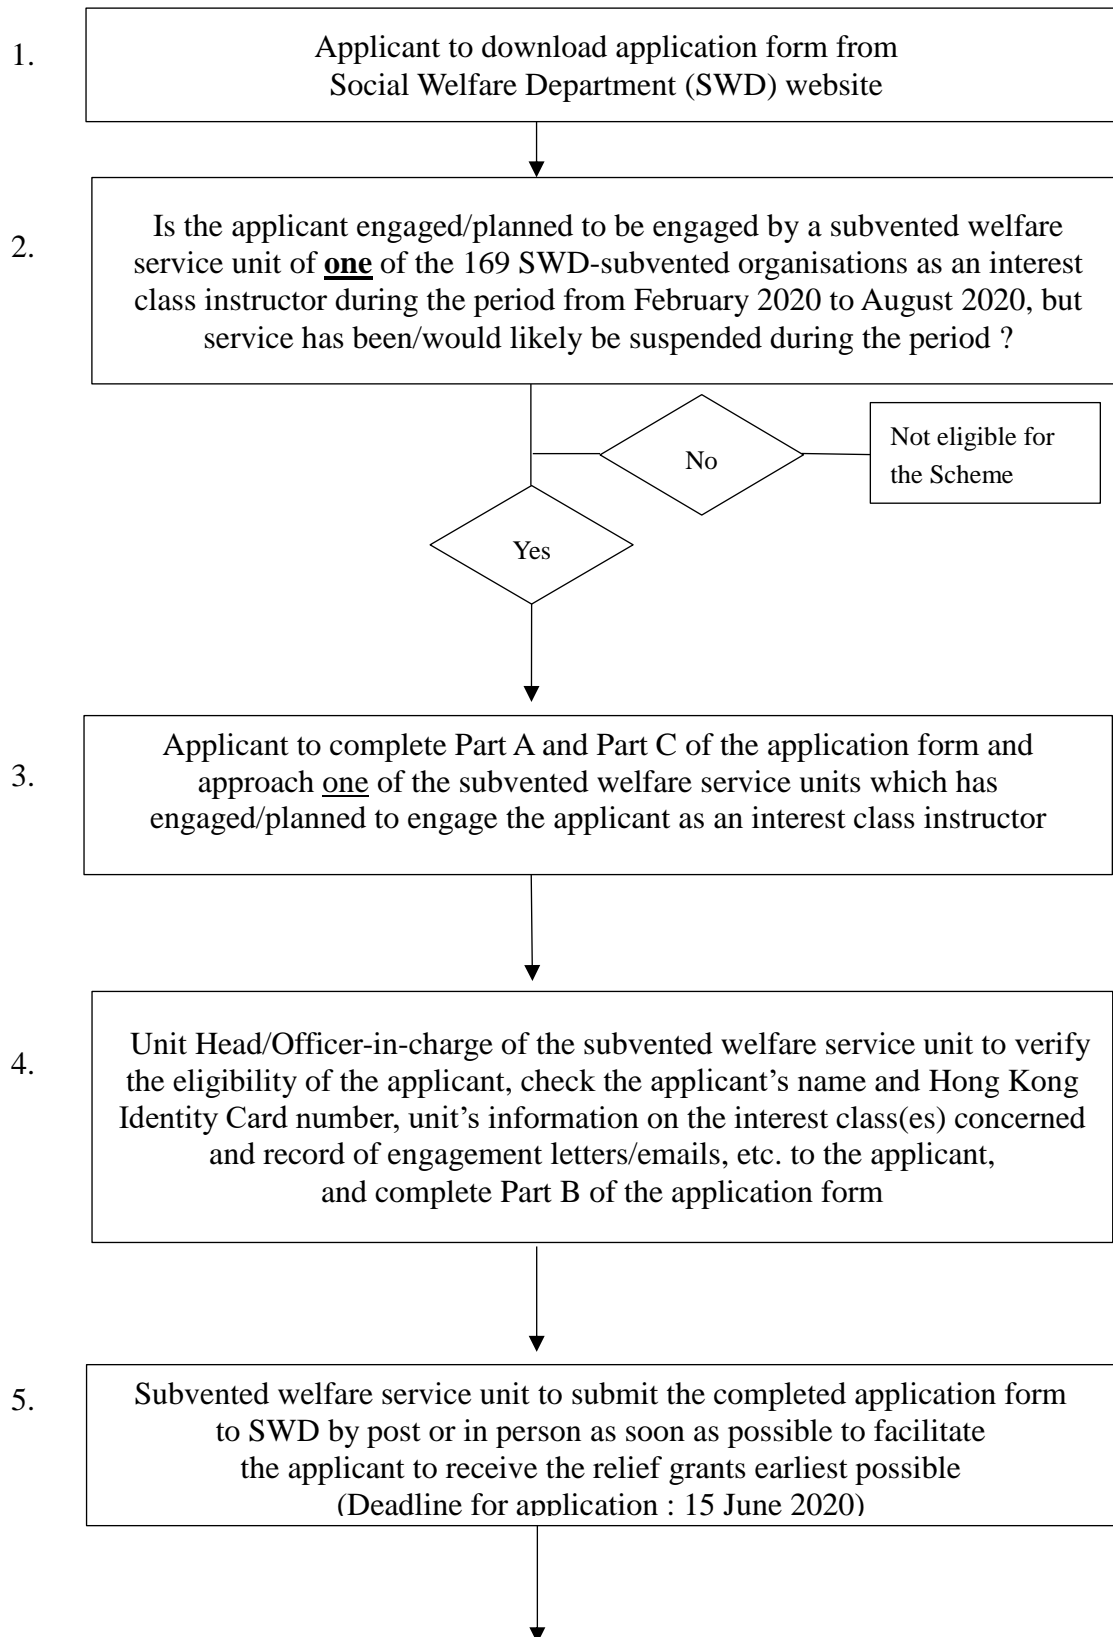 1.
Applicant to download application form from
Social Welfare Department (SWD) website
2.
Is the applicant engaged/planned to be engaged by a subvented welfare
service unit of one of the 169 SWD-subvented organisations as an interest
class instructor during the period from February 2020 to August 2020, but
service has been/would likely be suspended during the period ?
No
Not eligible for
the Scheme
Yes
3.
Applicant to complete Part A and Part C of the application form and
approach one of the subvented welfare service units which has
engaged/planned to engage the applicant as an interest class instructor
4.
Unit Head/Officer-in-charge of the subvented welfare service unit to verify
the eligibility of the applicant, check the applicant’s name and Hong Kong
Identity Card number, unit’s information on the interest class(es) concerned
and record of engagement letters/emails, etc. to the applicant,
and complete Part B of the application form
5.
Subvented welfare service unit to submit the completed application form
to SWD by post or in person as soon as possible to facilitate
the applicant to receive the relief grants earliest possible
(Deadline for application : 15 June 2020)